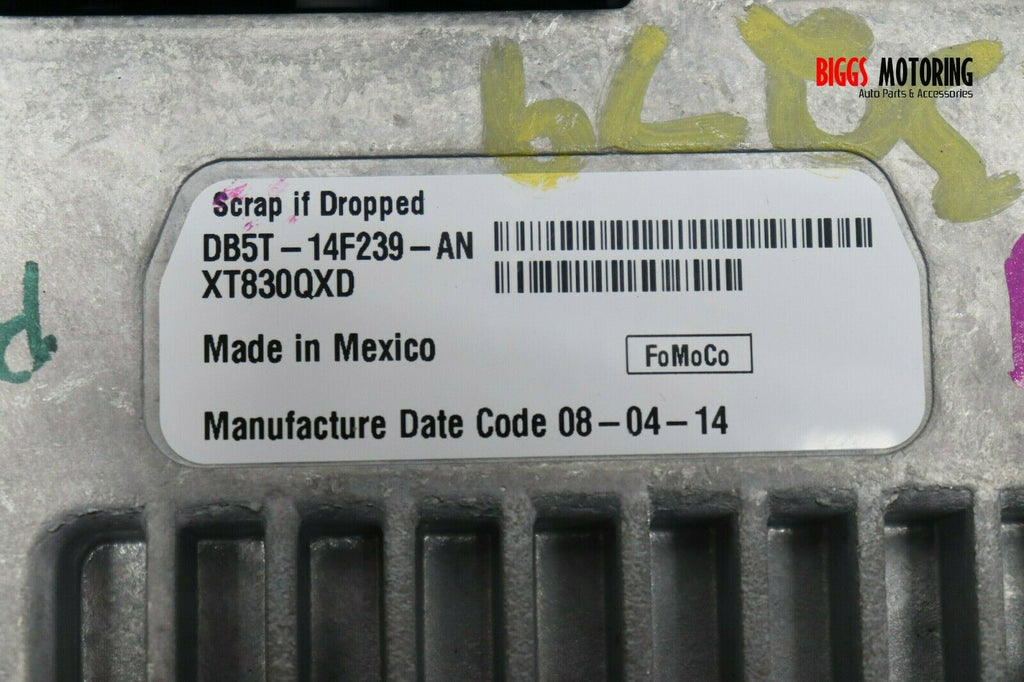 BIGGS MOTORING
Auto Parts & Accessories
Scrap if Dropped
DB5T-14F239-AN
XT830QXD
Made in Mexico
FoMoCo
Manufacture Date Code 08-04-14
d